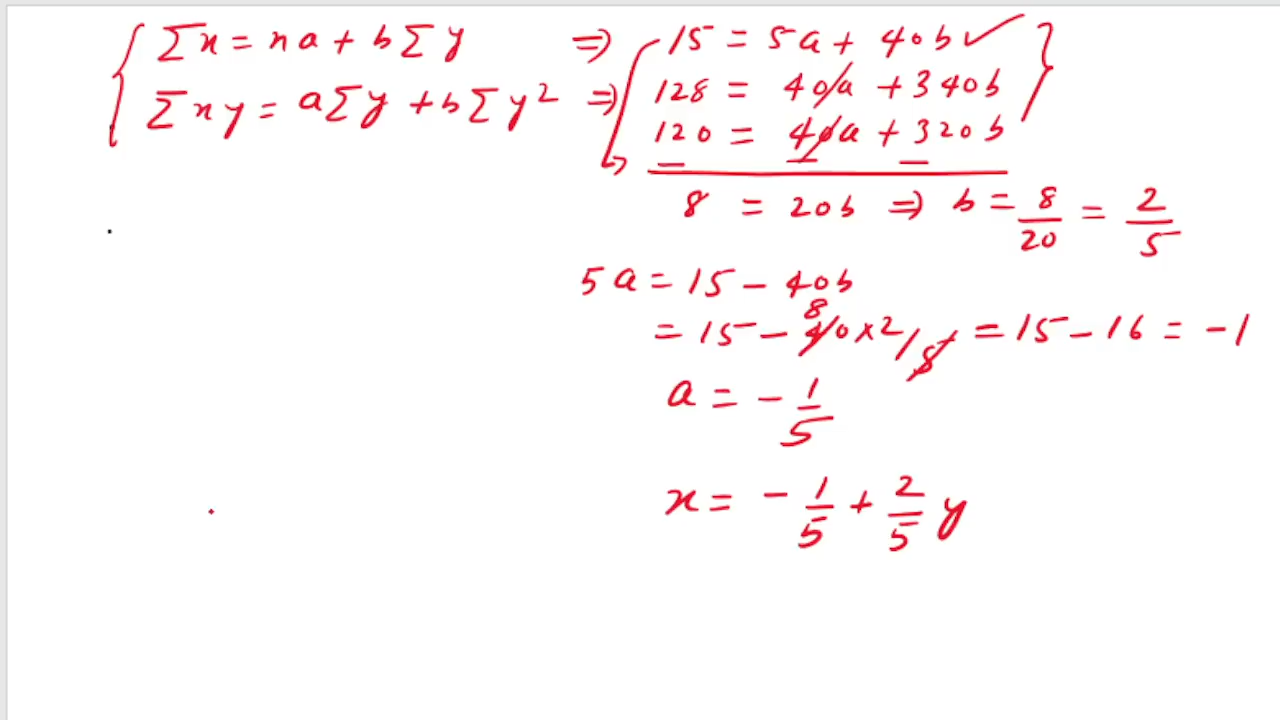 Σx = na + bΣy ⇒ 15 = 5a + 40b ✓
Σxy = aΣy + bΣy² ⇒ 128 = 40a + 340b
120 = 40a + 320b
8 = 20b ⇒ b = 8/20 = 2/5
5a = 15 - 40b
= 15 - 40 8 × 2/5 = 15 - 16 = -1
a = - 1/5
x = - 1/5 + 2/5 y